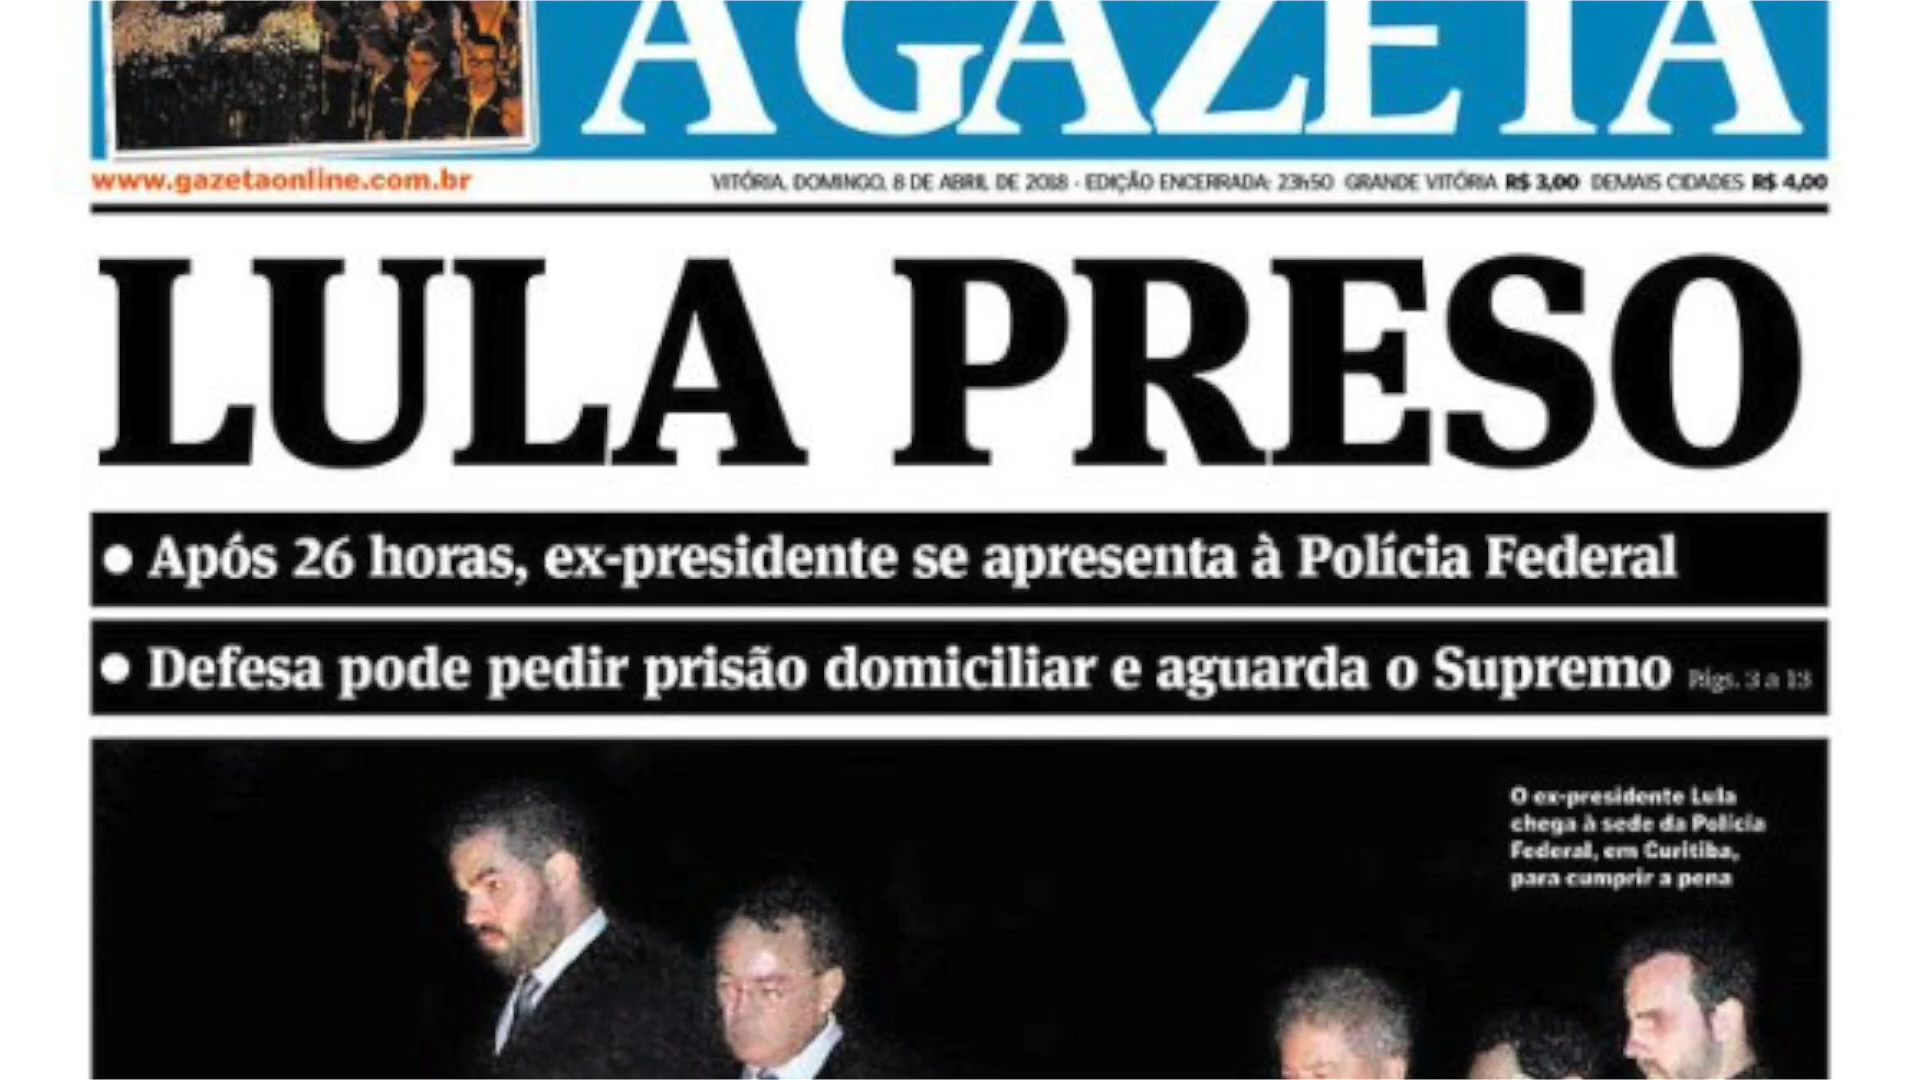 A GAZETA
www.gazetaonline.com.br
VITÓRIA, DOMINGO, 8 DE ABRIL DE 2018 - EDIÇÃO ENCERRADA: 23h50 GRANDE VITÓRIA R$ 3,00 DEMAIS CIDADES R$ 4,00
LULA PRESO
• Após 26 horas, ex-presidente se apresenta à Polícia Federal
• Defesa pode pedir prisão domiciliar e aguarda o Supremo Págs. 3 a 13
O ex-presidente Lula
chega à sede da Polícia
Federal, em Curitiba,
para cumprir a pena